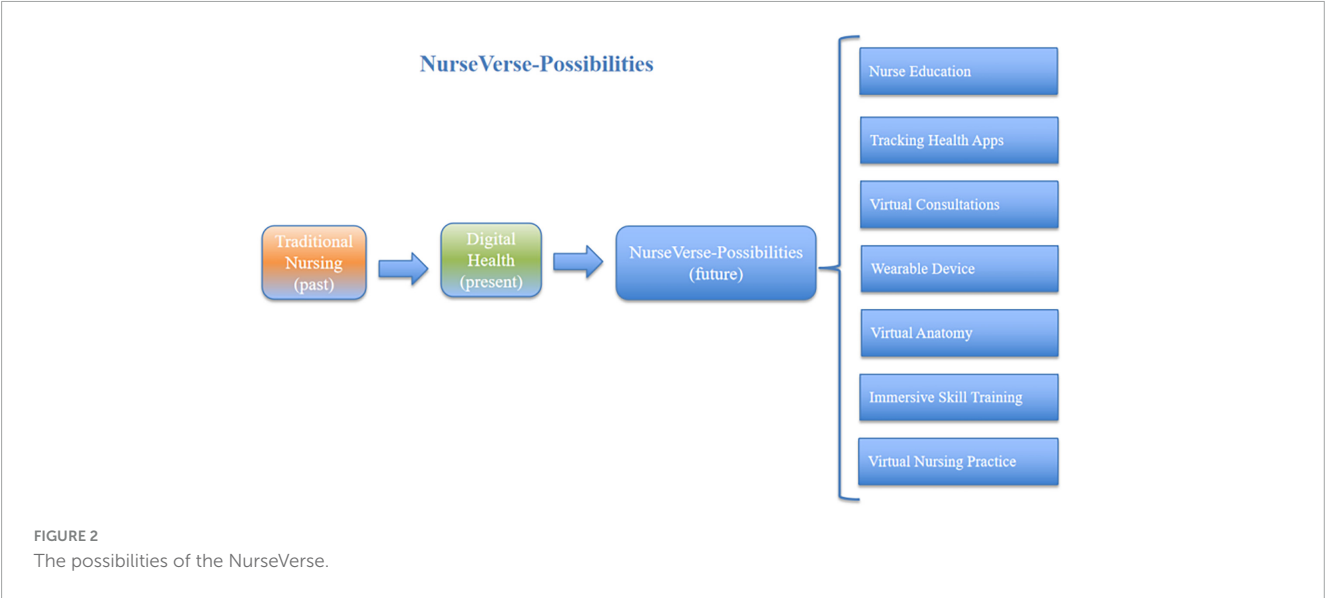 NurseVerse-Possibilities
Traditional
Nursing
(past)
Digital
Health
(present)
NurseVerse-Possibilities
(future)
Nurse Education
Tracking Health Apps
Virtual Consultations
Wearable Device
Virtual Anatomy
Immersive Skill Training
Virtual Nursing Practice
FIGURE 2
The possibilities of the NurseVerse.